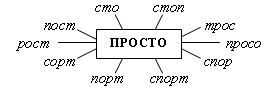 сто стоп
пост трос
рост ПРОСТО просо
сорт спор
порт спорт